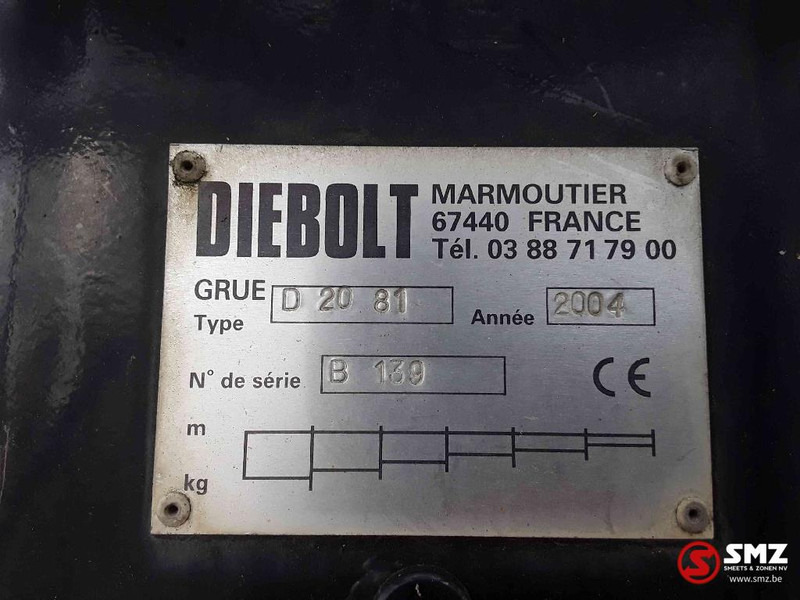 DIEBOLT
MARMOUTIER
67440 FRANCE
Tél. 03 88 71 79 00
GRUE
Type
D 20 81
Année
2004
N° de série
B 139
CE
m
kg
SMZ
SMEETS & ZONEN NV
www.smz.be